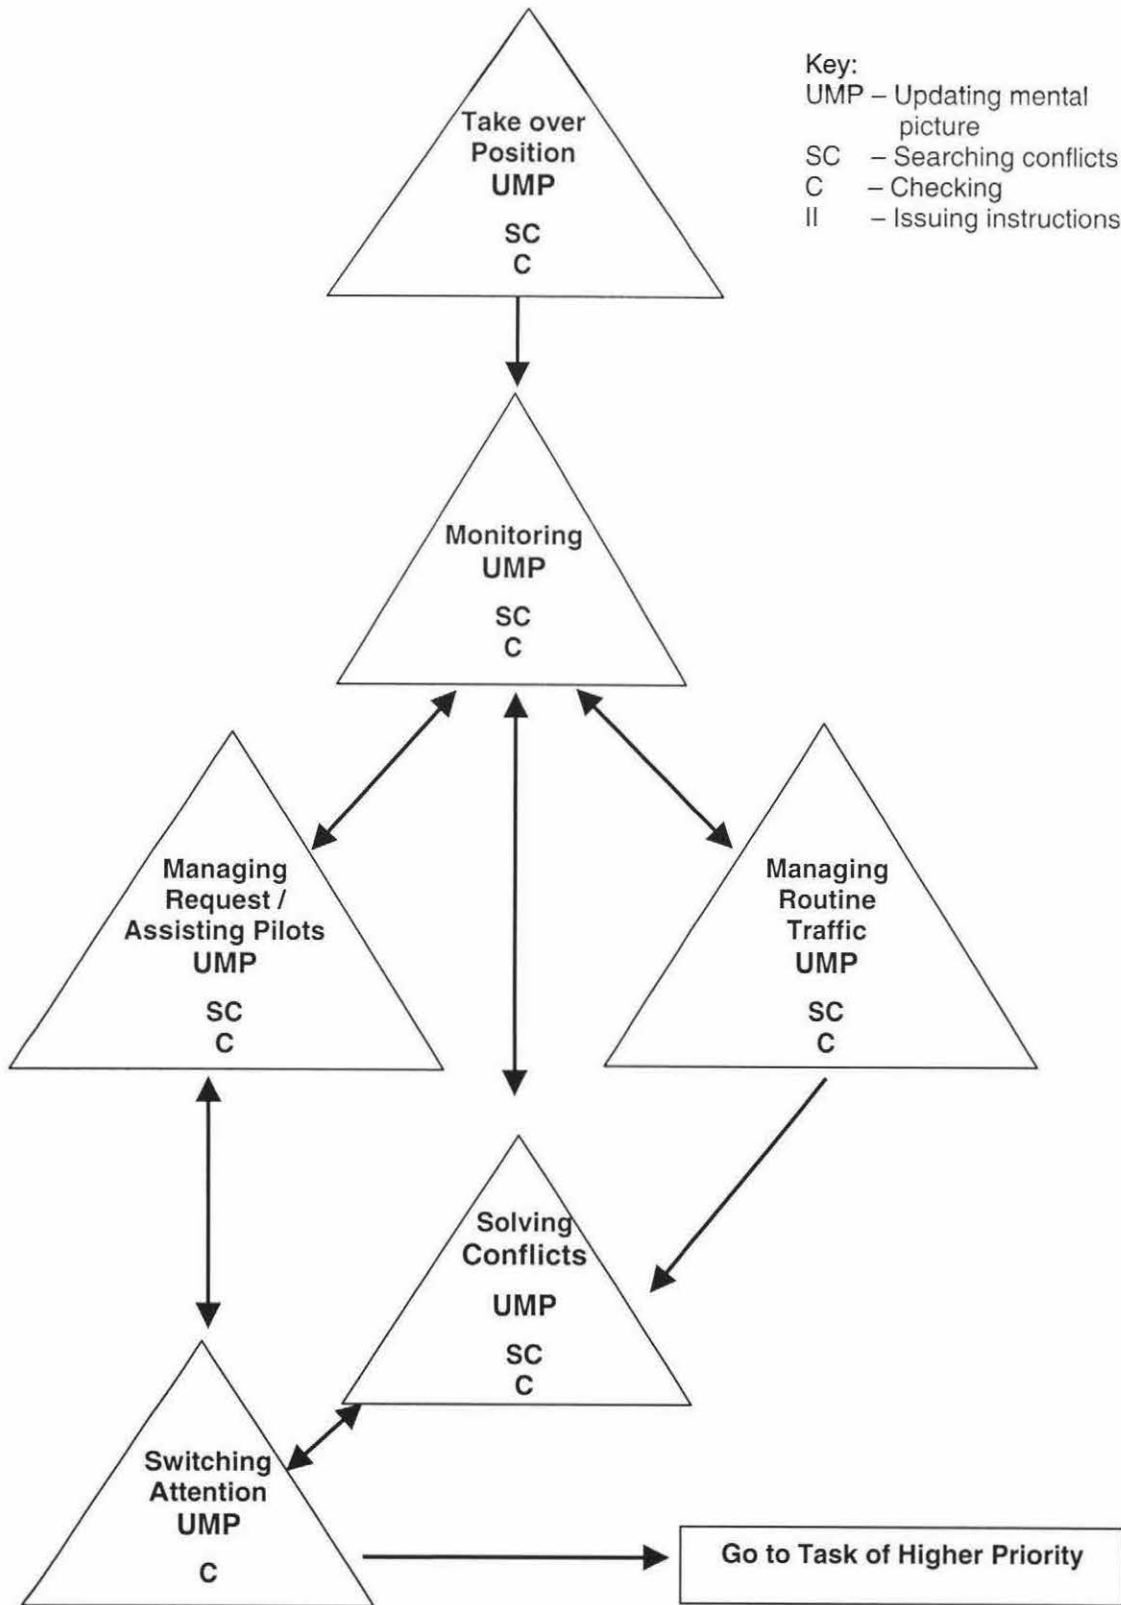 Key:
UMP – Updating mental
picture
SC – Searching conflicts
C – Checking
II – Issuing instructions
Take over
Position
UMP
SC
C
Monitoring
UMP
SC
C
Managing
Request /
Assisting Pilots
UMP
SC
C
Managing
Routine
Traffic
UMP
SC
C
Solving
Conflicts
UMP
SC
C
Switching
Attention
UMP
C
Go to Task of Higher Priority